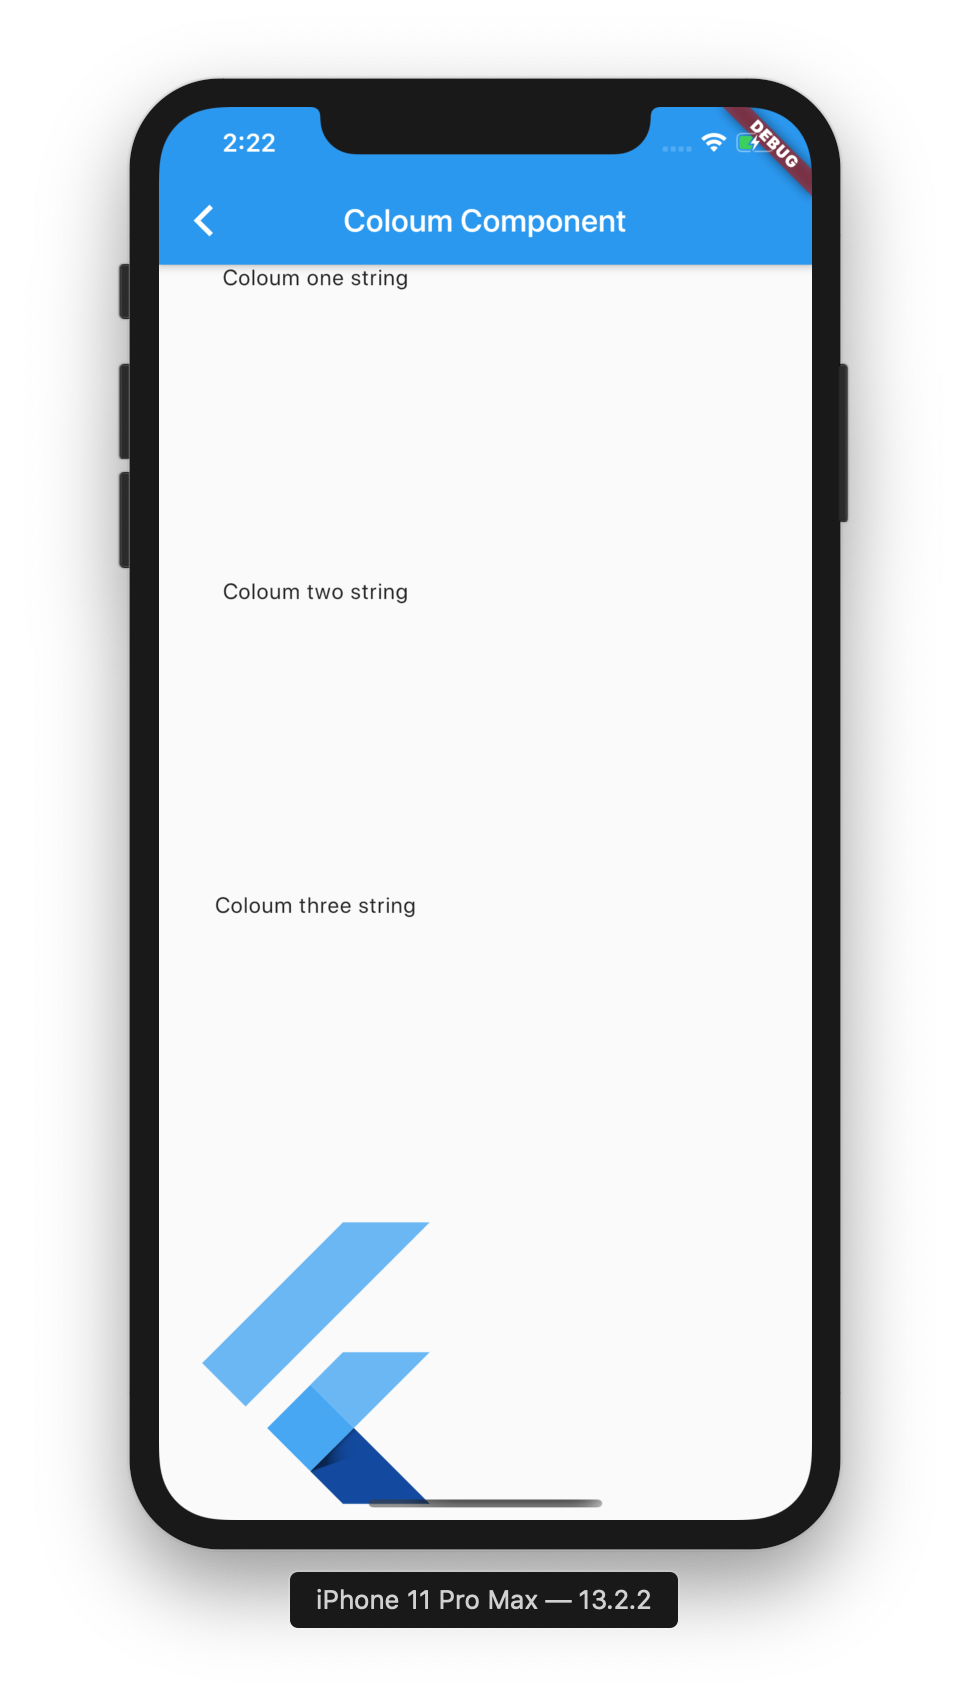 2:22
DEBUG
Coloum Component
Coloum one string
Coloum two string
Coloum three string
iPhone 11 Pro Max — 13.2.2